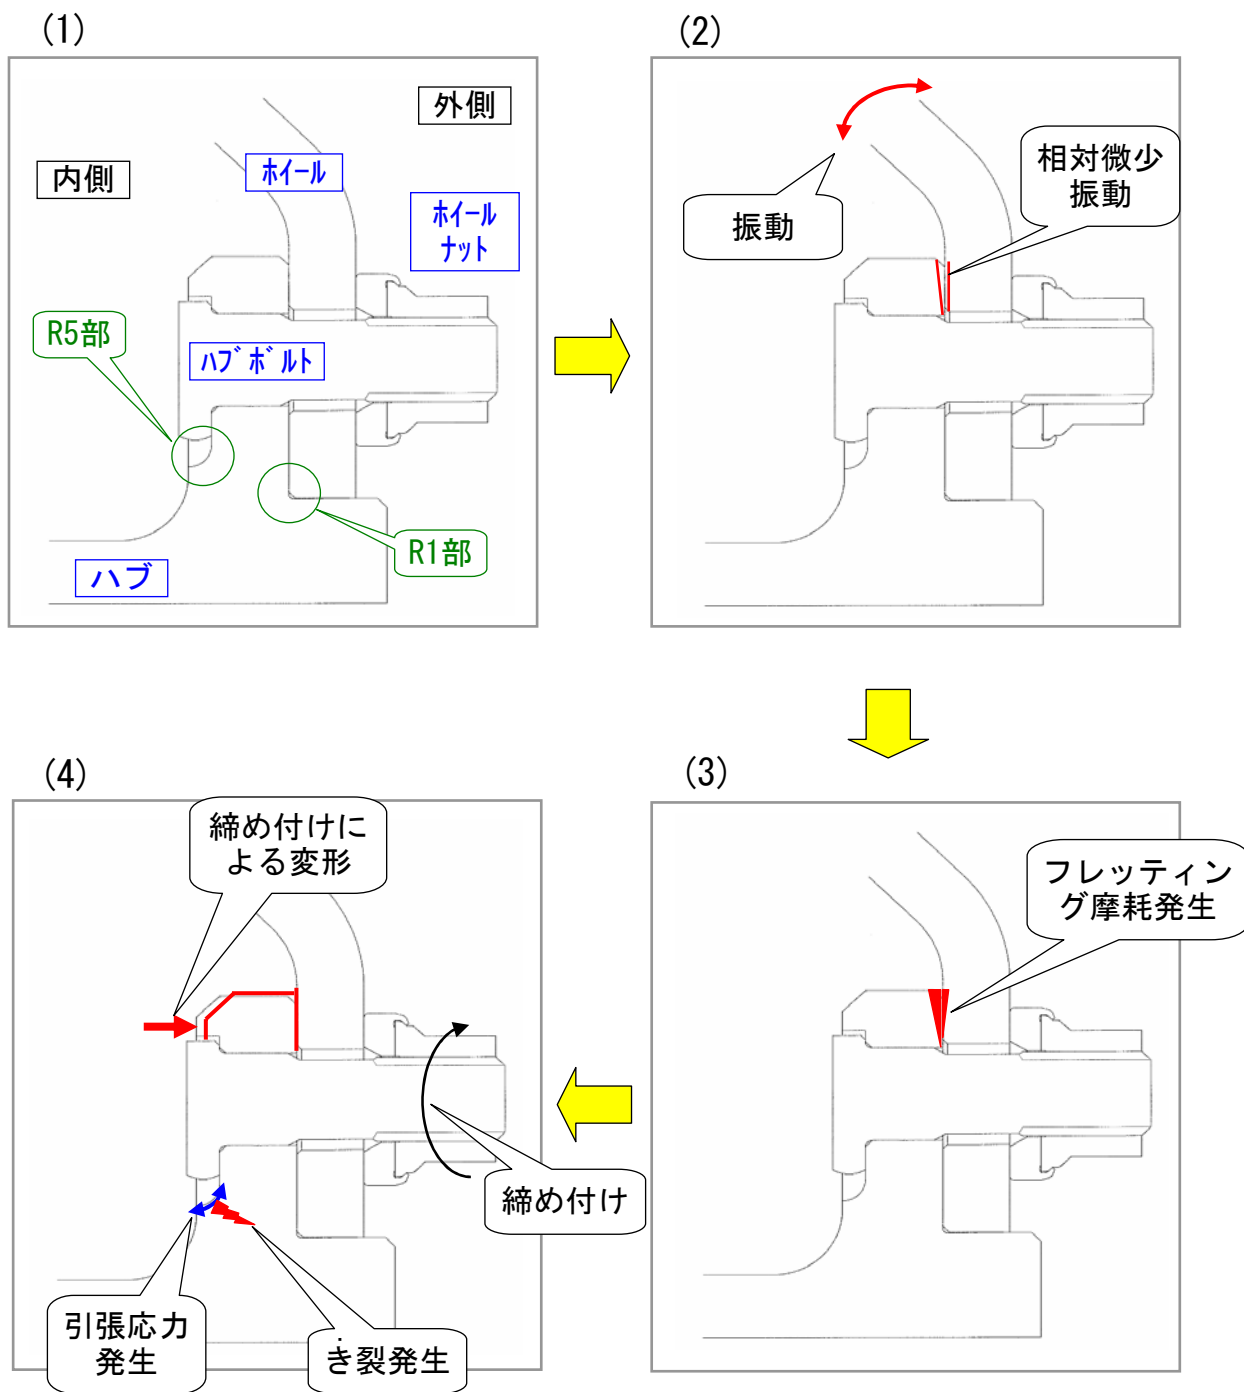 (1)
外側
内側
ﾎｲｰﾙ
ﾎｲｰﾙ
ﾅｯﾄ
R5部
ﾊﾌﾞﾎﾞﾙﾄ
R1部
ハブ
(2)
相対微少
振動
振動
(3)
フレッティン
グ摩耗発生
(4)
締め付けに
よる変形
締め付け
引張応力
発生
き裂発生